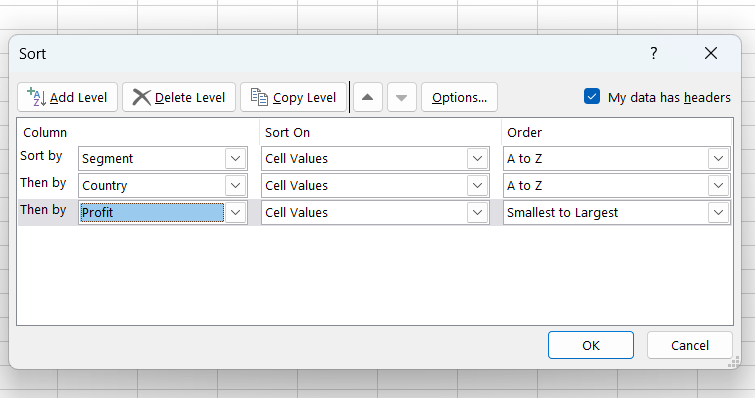 Sort ?
Add Level Delete Level Copy Level Options... My data has headers
Column Sort On Order
Sort by Segment Cell Values A to Z
Then by Country Cell Values A to Z
Then by Profit Cell Values Smallest to Largest
OK Cancel